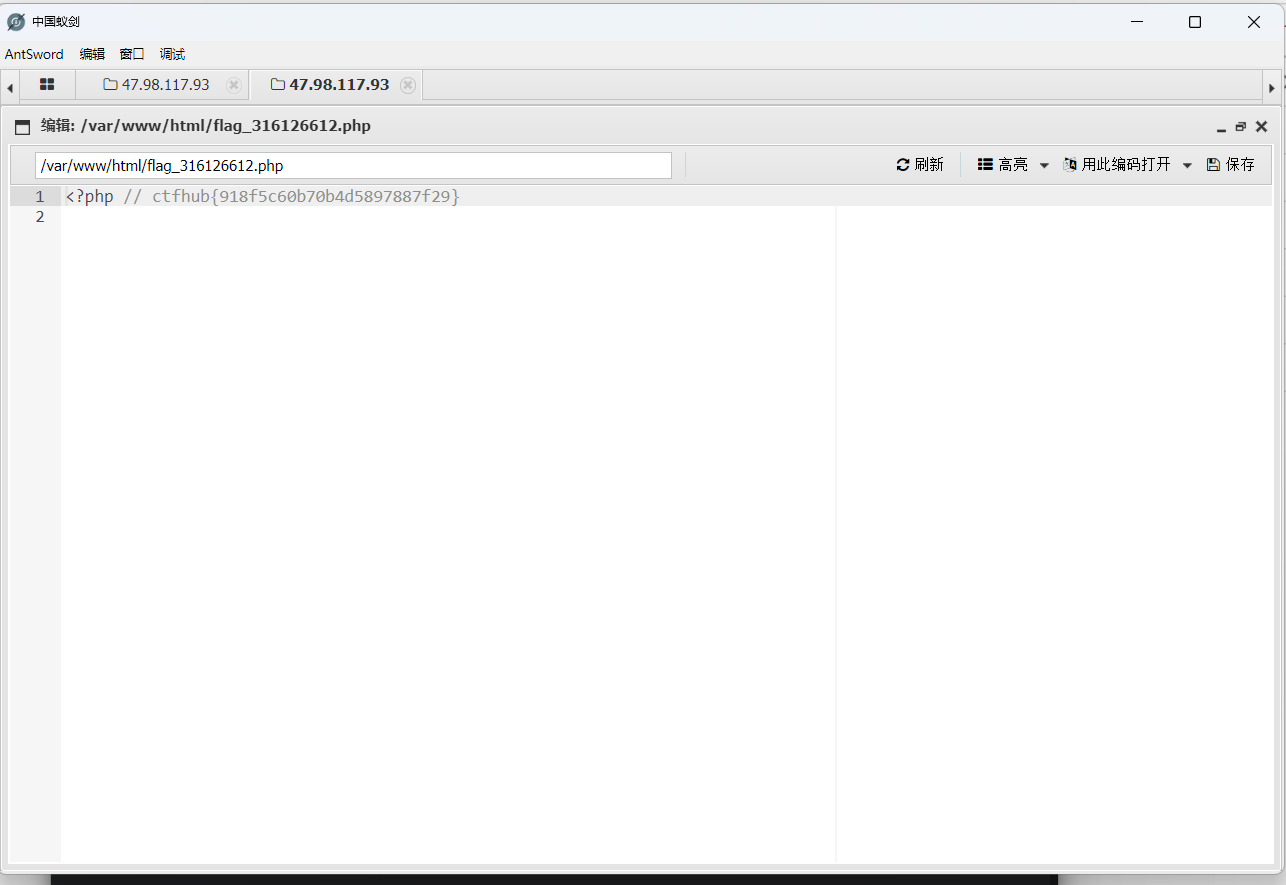 中国蚁剑
AntSword 编辑 窗口 调试
47.98.117.93 47.98.117.93
编辑: /var/www/html/flag_316126612.php
/var/www/html/flag_316126612.php 刷新 高亮 用此编码打开 保存
1 <?php // ctfhub{918f5c60b70b4d5897887f29}
2